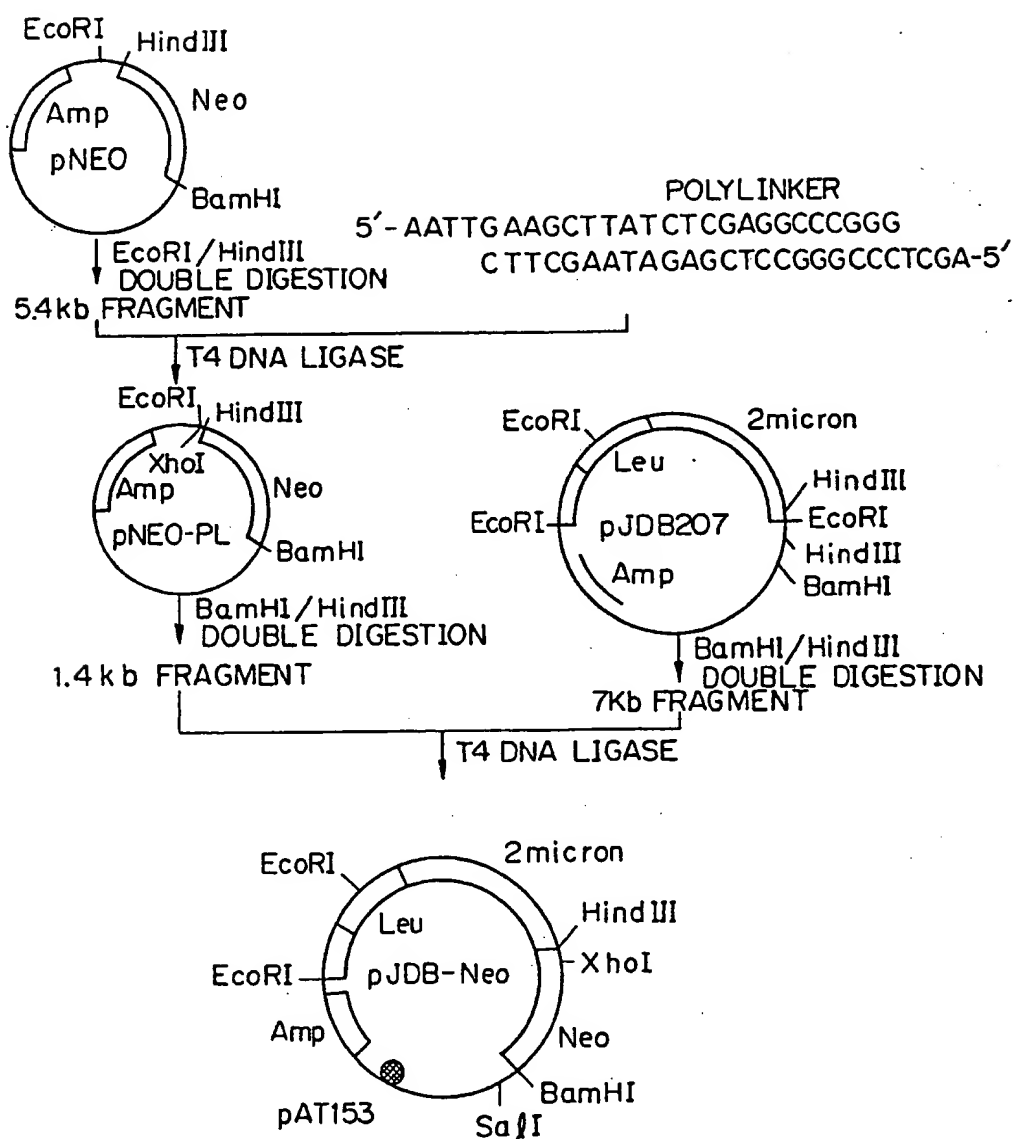 EcoRI
HindIII
Neo
Amp
pNEO
BamHI
POLYLINKER
5′-AATTGAAGCTTATCTCGAGGCCCGGG
CTTCGAATAGAGCTCCGGGCCCTCGA-5′
EcoRI/HindIII
DOUBLE DIGESTION
5.4kb FRAGMENT
T4 DNA LIGASE
EcoRI
HindIII
XhoI
Amp
Neo
pNEO-PL
BamHI
2micron
EcoRI
Leu
HindIII
EcoRI
pJDB207
EcoRI
HindIII
Amp
BamHI
BamHI/HindIII
DOUBLE DIGESTION
1.4kb FRAGMENT
BamHI/HindIII
DOUBLE DIGESTION
7Kb FRAGMENT
T4 DNA LIGASE
2micron
EcoRI
Leu
HindIII
XhoI
EcoRI
pJDB-Neo
Amp
Neo
BamHI
pAT153
SalI